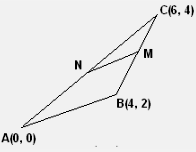 C(6, 4)
N
M
B(4, 2)
A(0, 0)